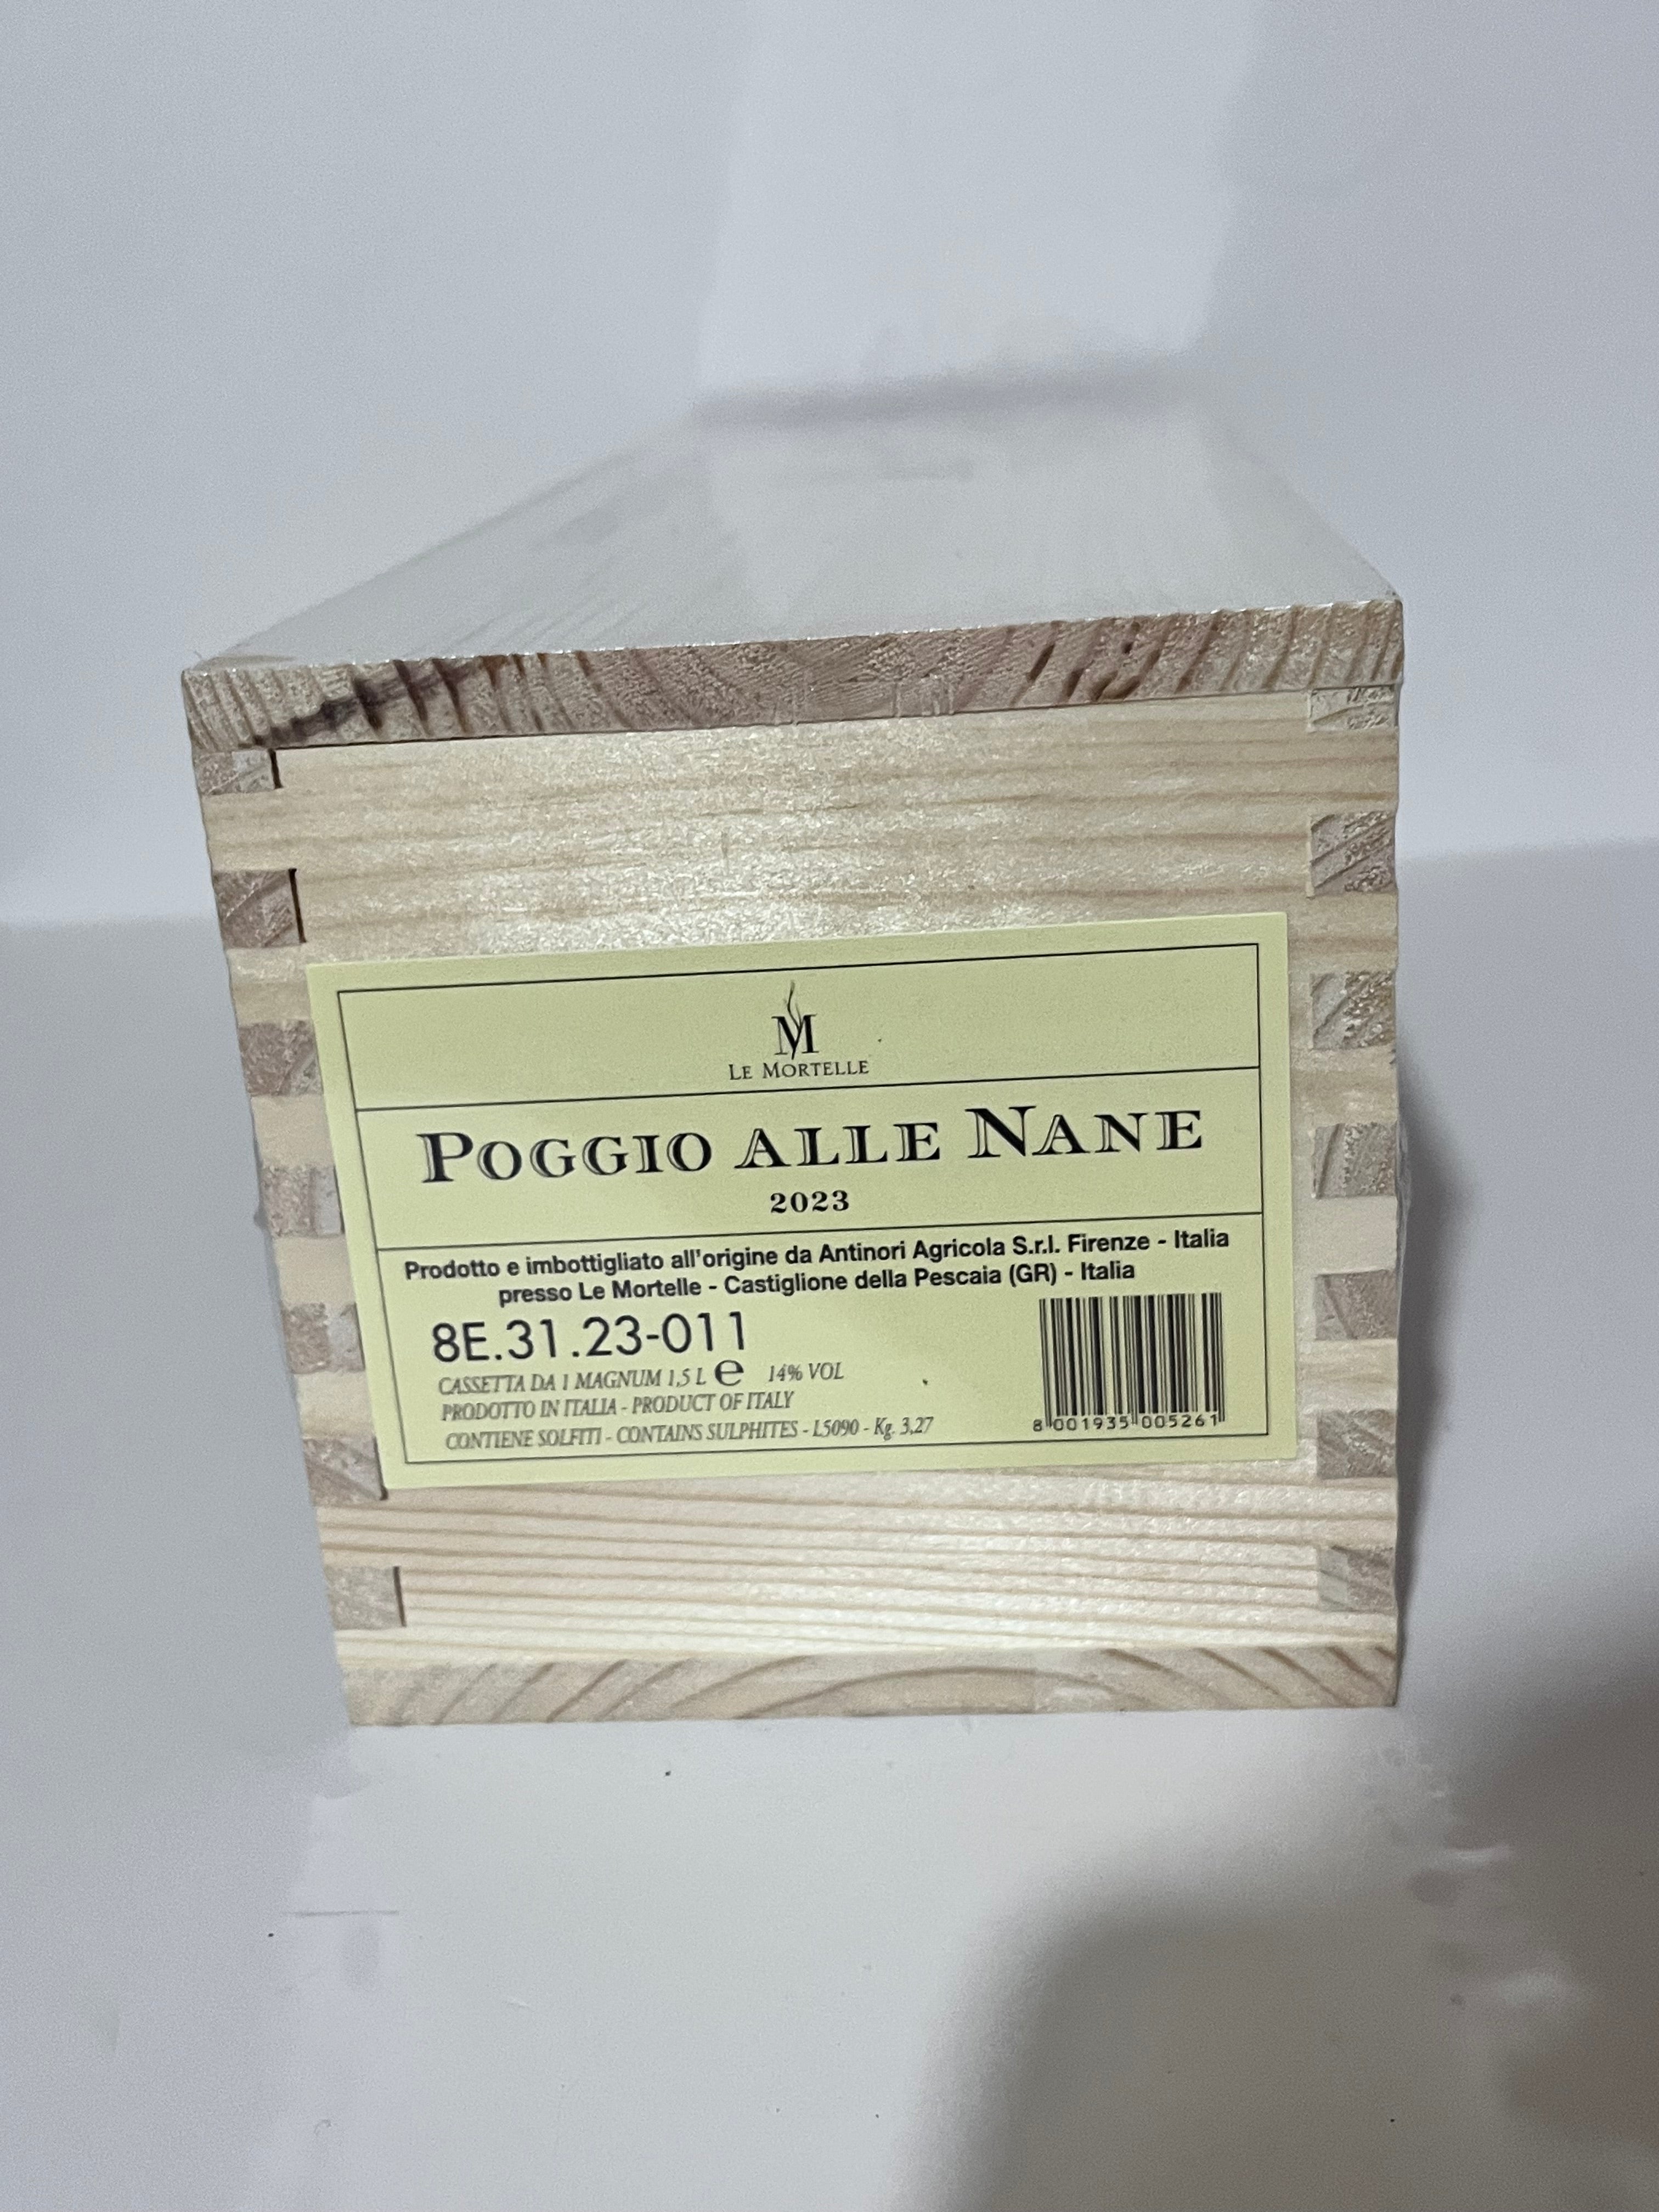 M
LE MORTELLE
POGGIO ALLE NANE
2023
Prodotto e imbottigliato all'origine da Antinori Agricola S.r.l. Firenze - Italia
presso Le Mortelle - Castiglione della Pescaia (GR) - Italia
8E.31.23-011
CASSETTA DA 1 MAGNUM 1,5 L e 14% VOL
PRODOTTO IN ITALIA - PRODUCT OF ITALY
CONTIENE SOLFITI - CONTAINS SULPHITES - L5090 - Kg. 3,27
8 001935 005261